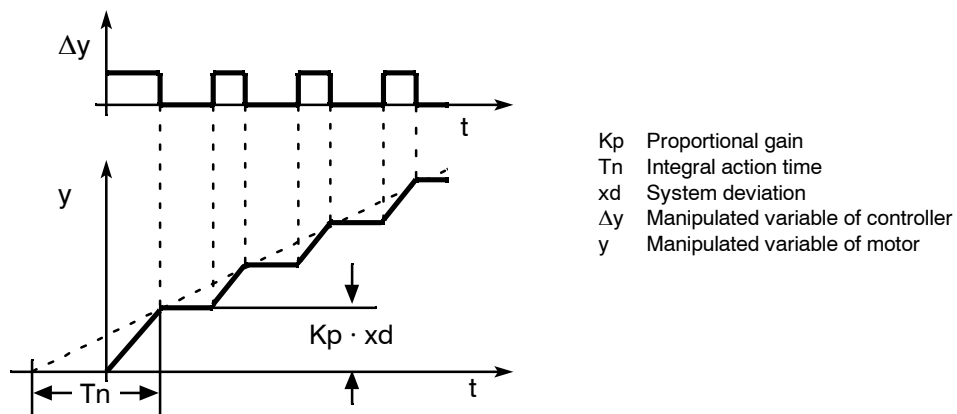 Δy
t
y
Kp · xd
Tn
t
Kp Proportional gain
Tn Integral action time
xd System deviation
Δy Manipulated variable of controller
y Manipulated variable of motor